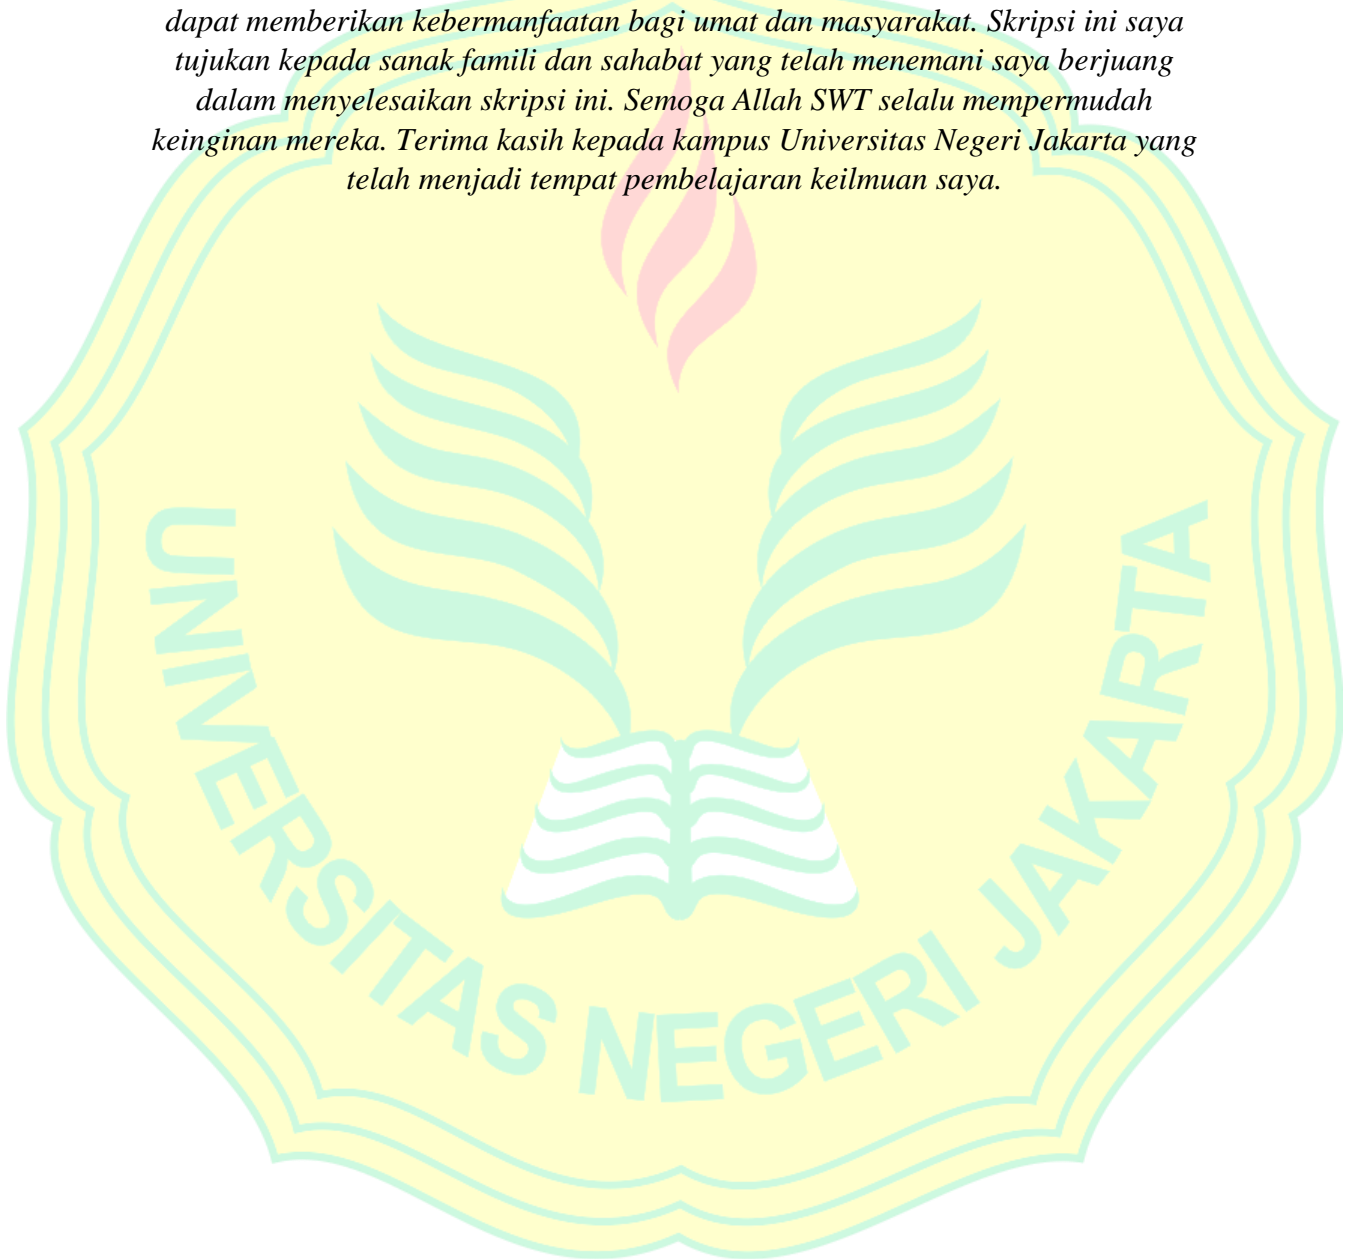 dapat memberikan kebermanfaatan bagi umat dan masyarakat. Skripsi ini saya
tujukan kepada sanak famili dan sahabat yang telah menemani saya berjuang
dalam menyelesaikan skripsi ini. Semoga Allah SWT selalu mempermudah
keinginan mereka. Terima kasih kepada kampus Universitas Negeri Jakarta yang
telah menjadi tempat pembelajaran keilmuan saya.
UNIVERSITAS NEGERI JAKARTA